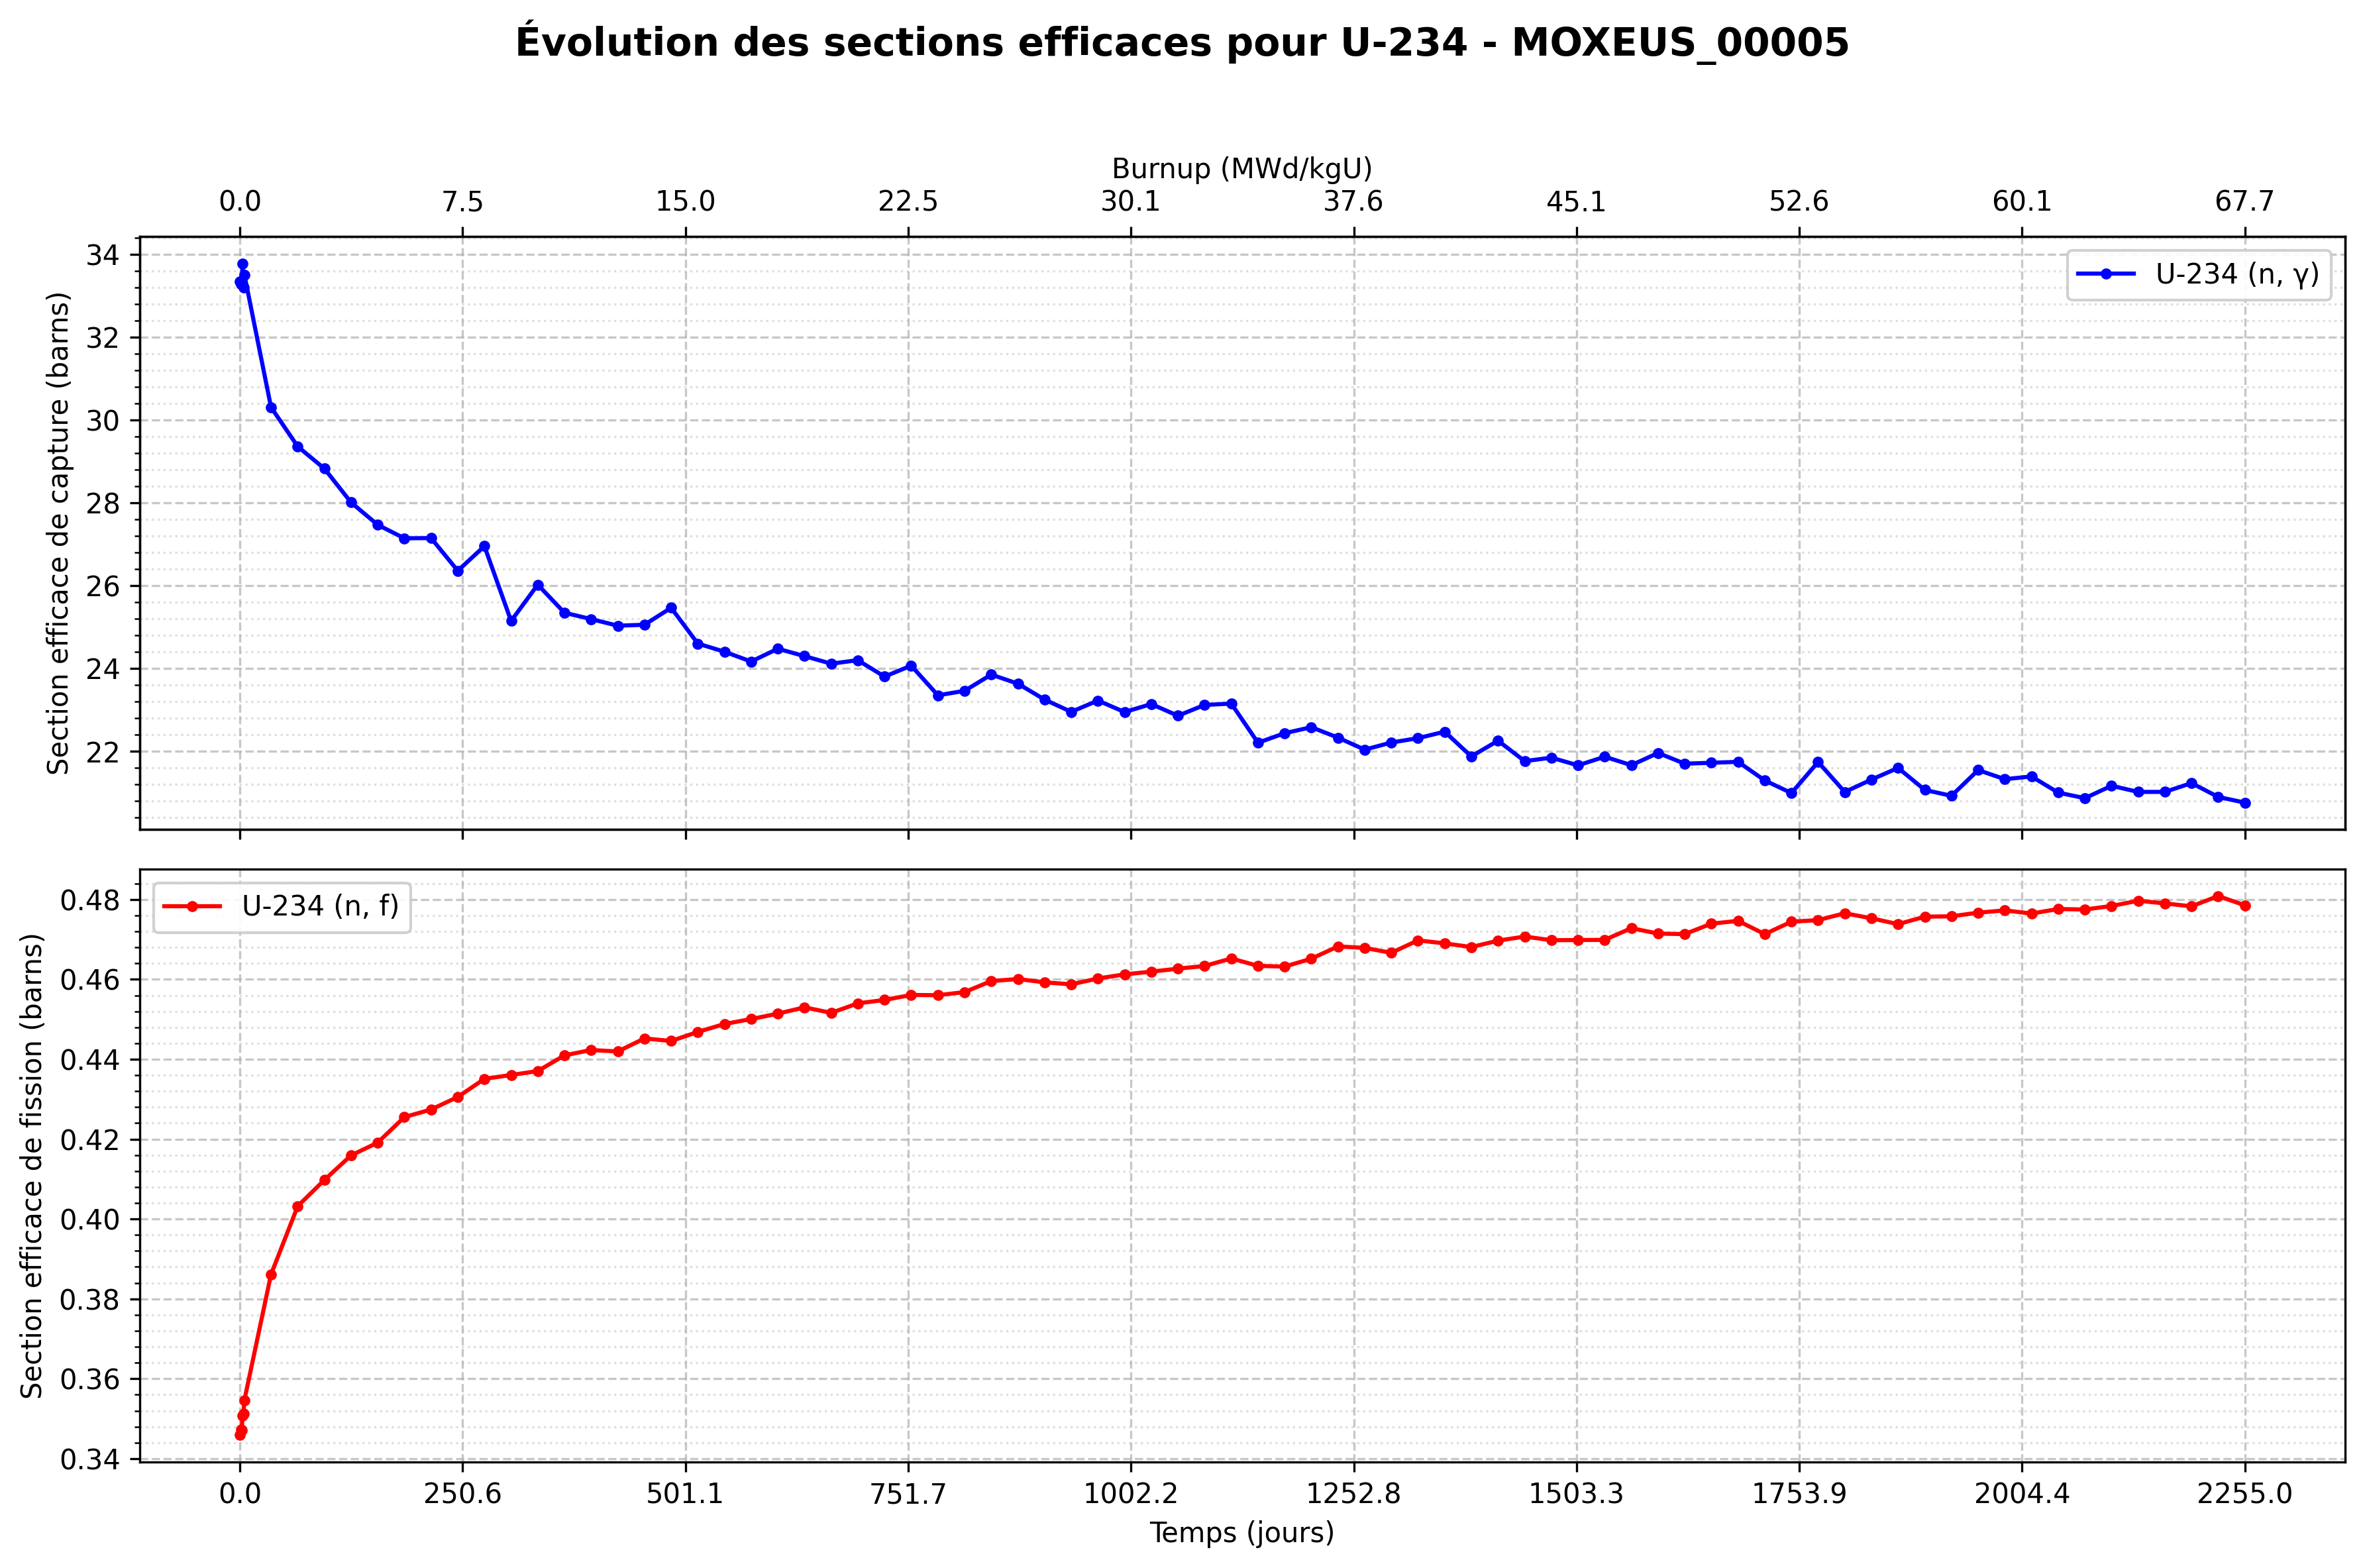 Évolution des sections efficaces pour U-234 - MOXEUS_00005
Burnup (MWd/kgU)
0.0 7.5 15.0 22.5 30.1 37.6 45.1 52.6 60.1 67.7
Section efficace de capture (barns)
34
32
30
28
26
24
22
U-234 (n, γ)
Section efficace de fission (barns)
0.48
0.46
0.44
0.42
0.40
0.38
0.36
0.34
U-234 (n, f)
0.0 250.6 501.1 751.7 1002.2 1252.8 1503.3 1753.9 2004.4 2255.0
Temps (jours)